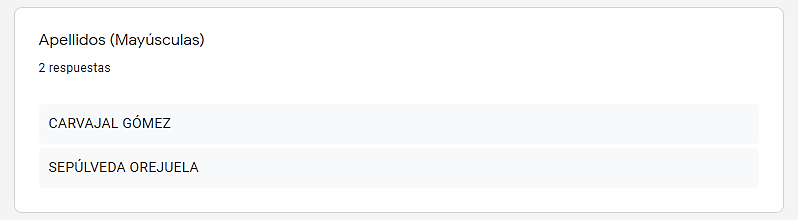 Apellidos (Mayúsculas)
2 respuestas
CARVAJAL GÓMEZ
SEPÚLVEDA OREJUELA